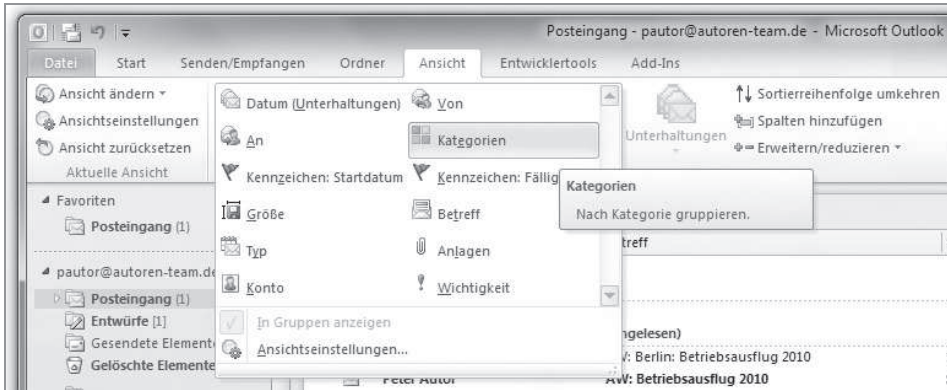 Posteingang - pautor@autoren-team.de - Microsoft Outlook
Datei Start Senden/Empfangen Ordner Ansicht Entwicklertools Add-Ins
Ansicht ändern
Ansichtseinstellungen
Ansicht zurücksetzen
Aktuelle Ansicht
Datum (Unterhaltungen) Von
An Kategorien
Kennzeichen: Startdatum Kennzeichen: Fällig
Größe Betreff
Typ Anlagen
Konto Wichtigkeit
In Gruppen anzeigen
Ansichtseinstellungen...
Unterhaltungen
Sortierreihenfolge umkehren
Spalten hinzufügen
Erweitern/reduzieren
Kategorien
Nach Kategorie gruppieren.
Favoriten
Posteingang (1)
pautor@autoren-team.de
Posteingang (1)
Entwürfe [1]
Gesendete Elemente
Gelöschte Elemente
treff
ngelesen)
W: Berlin: Betriebsausflug 2010
Peter Autor AW: Betriebsausflug 2010